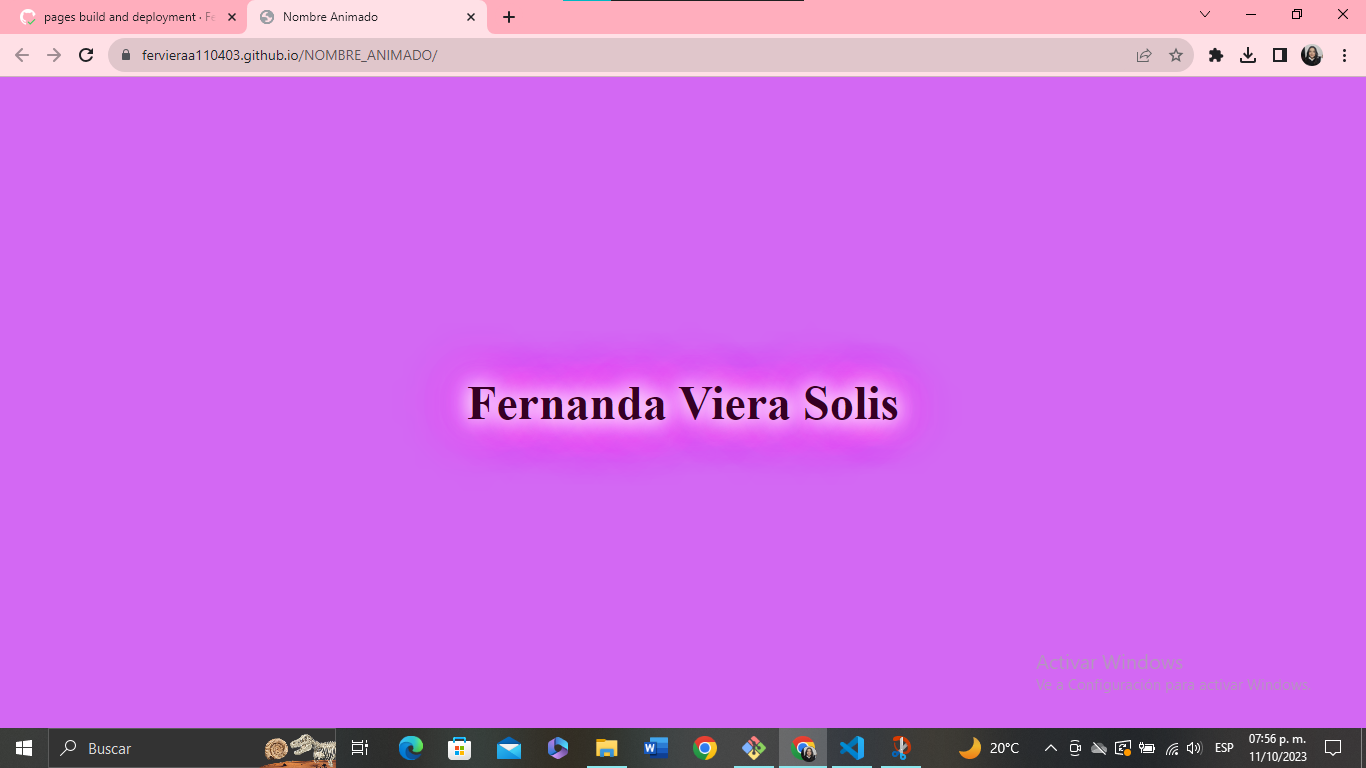 pages build and deployment · Fe
Nombre Animado
fervieraa110403.github.io/NOMBRE_ANIMADO/
Fernanda Viera Solis
Activar Windows
Ve a Configuración para activar Windows.
Buscar
20°C
ESP
07:56 p. m.
11/10/2023